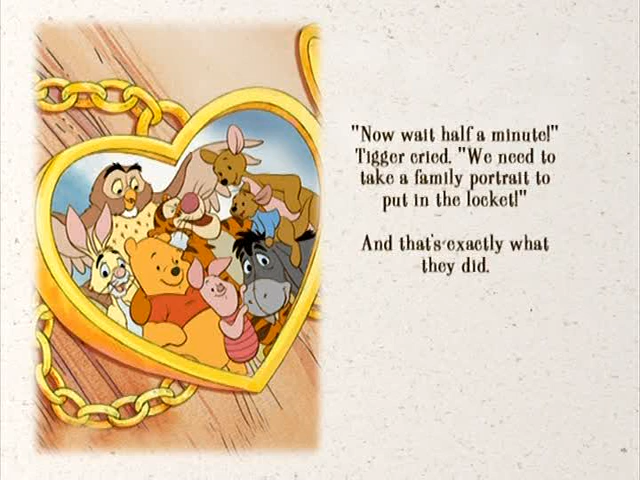 "Now wait half a minute!"
Tigger cried. "We need to
take a family portrait to
put in the locket!"
And that's exactly what
they did.